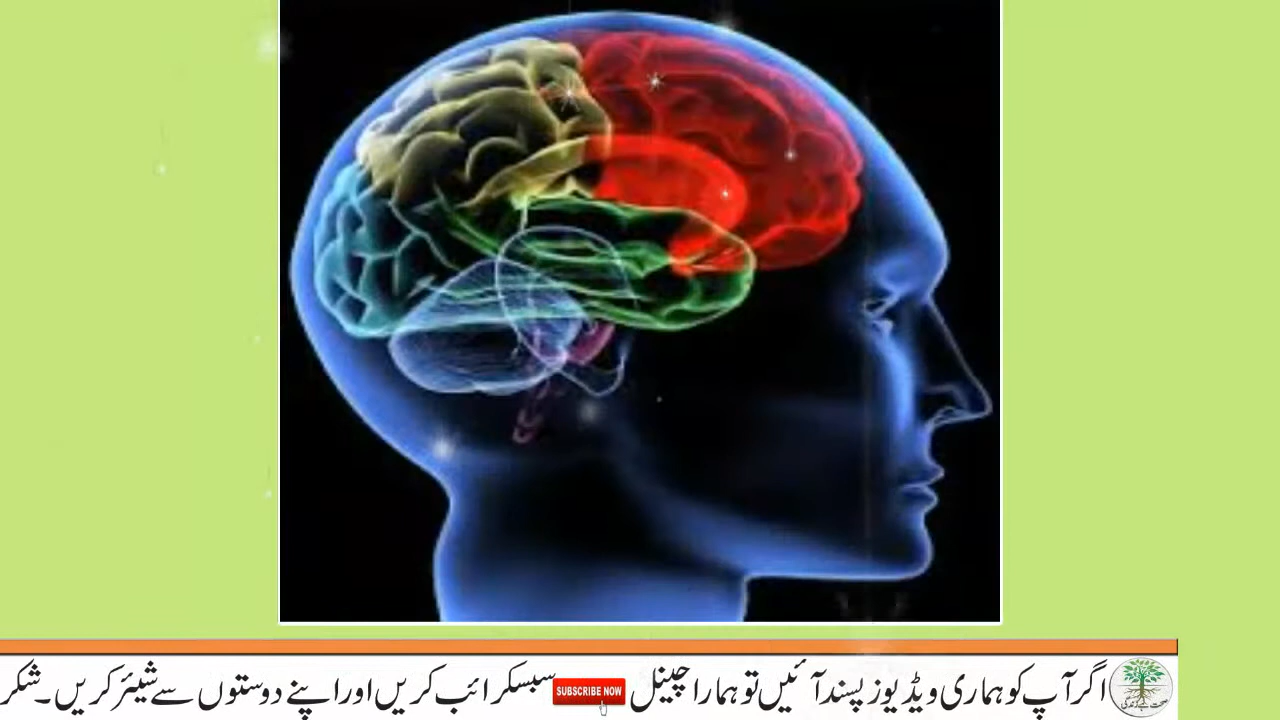 اگر آپ کو ہماری ویڈیوز پسند آئیں تو ہمارا چینل SUBSCRIBE NOW سبسکرائب کریں اور اپنے دوستوں سے شیئر کریں۔ شکر